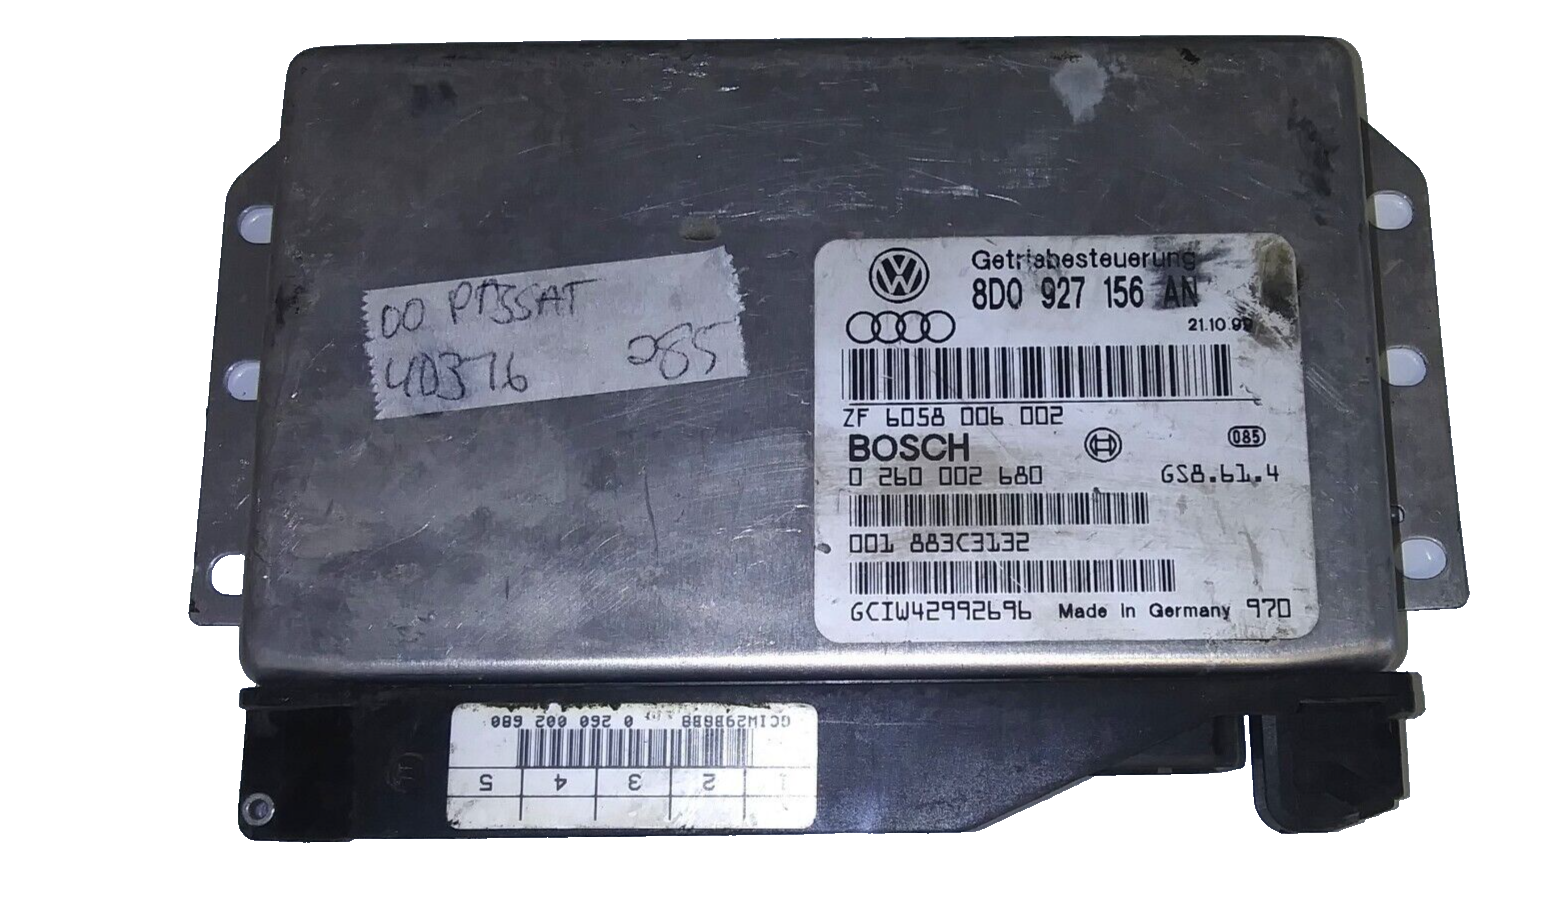 00 PASSAT
40376 085
VW
Getriebesteuerung
8D0 927 156 AN
21.10.99
ZF 6058 006 002
BOSCH
085
0 260 002 680 GS8.61.4
001 883C3132
GCIW42992696 Made in Germany 970
0 260 002 680
1 2 3 4 5